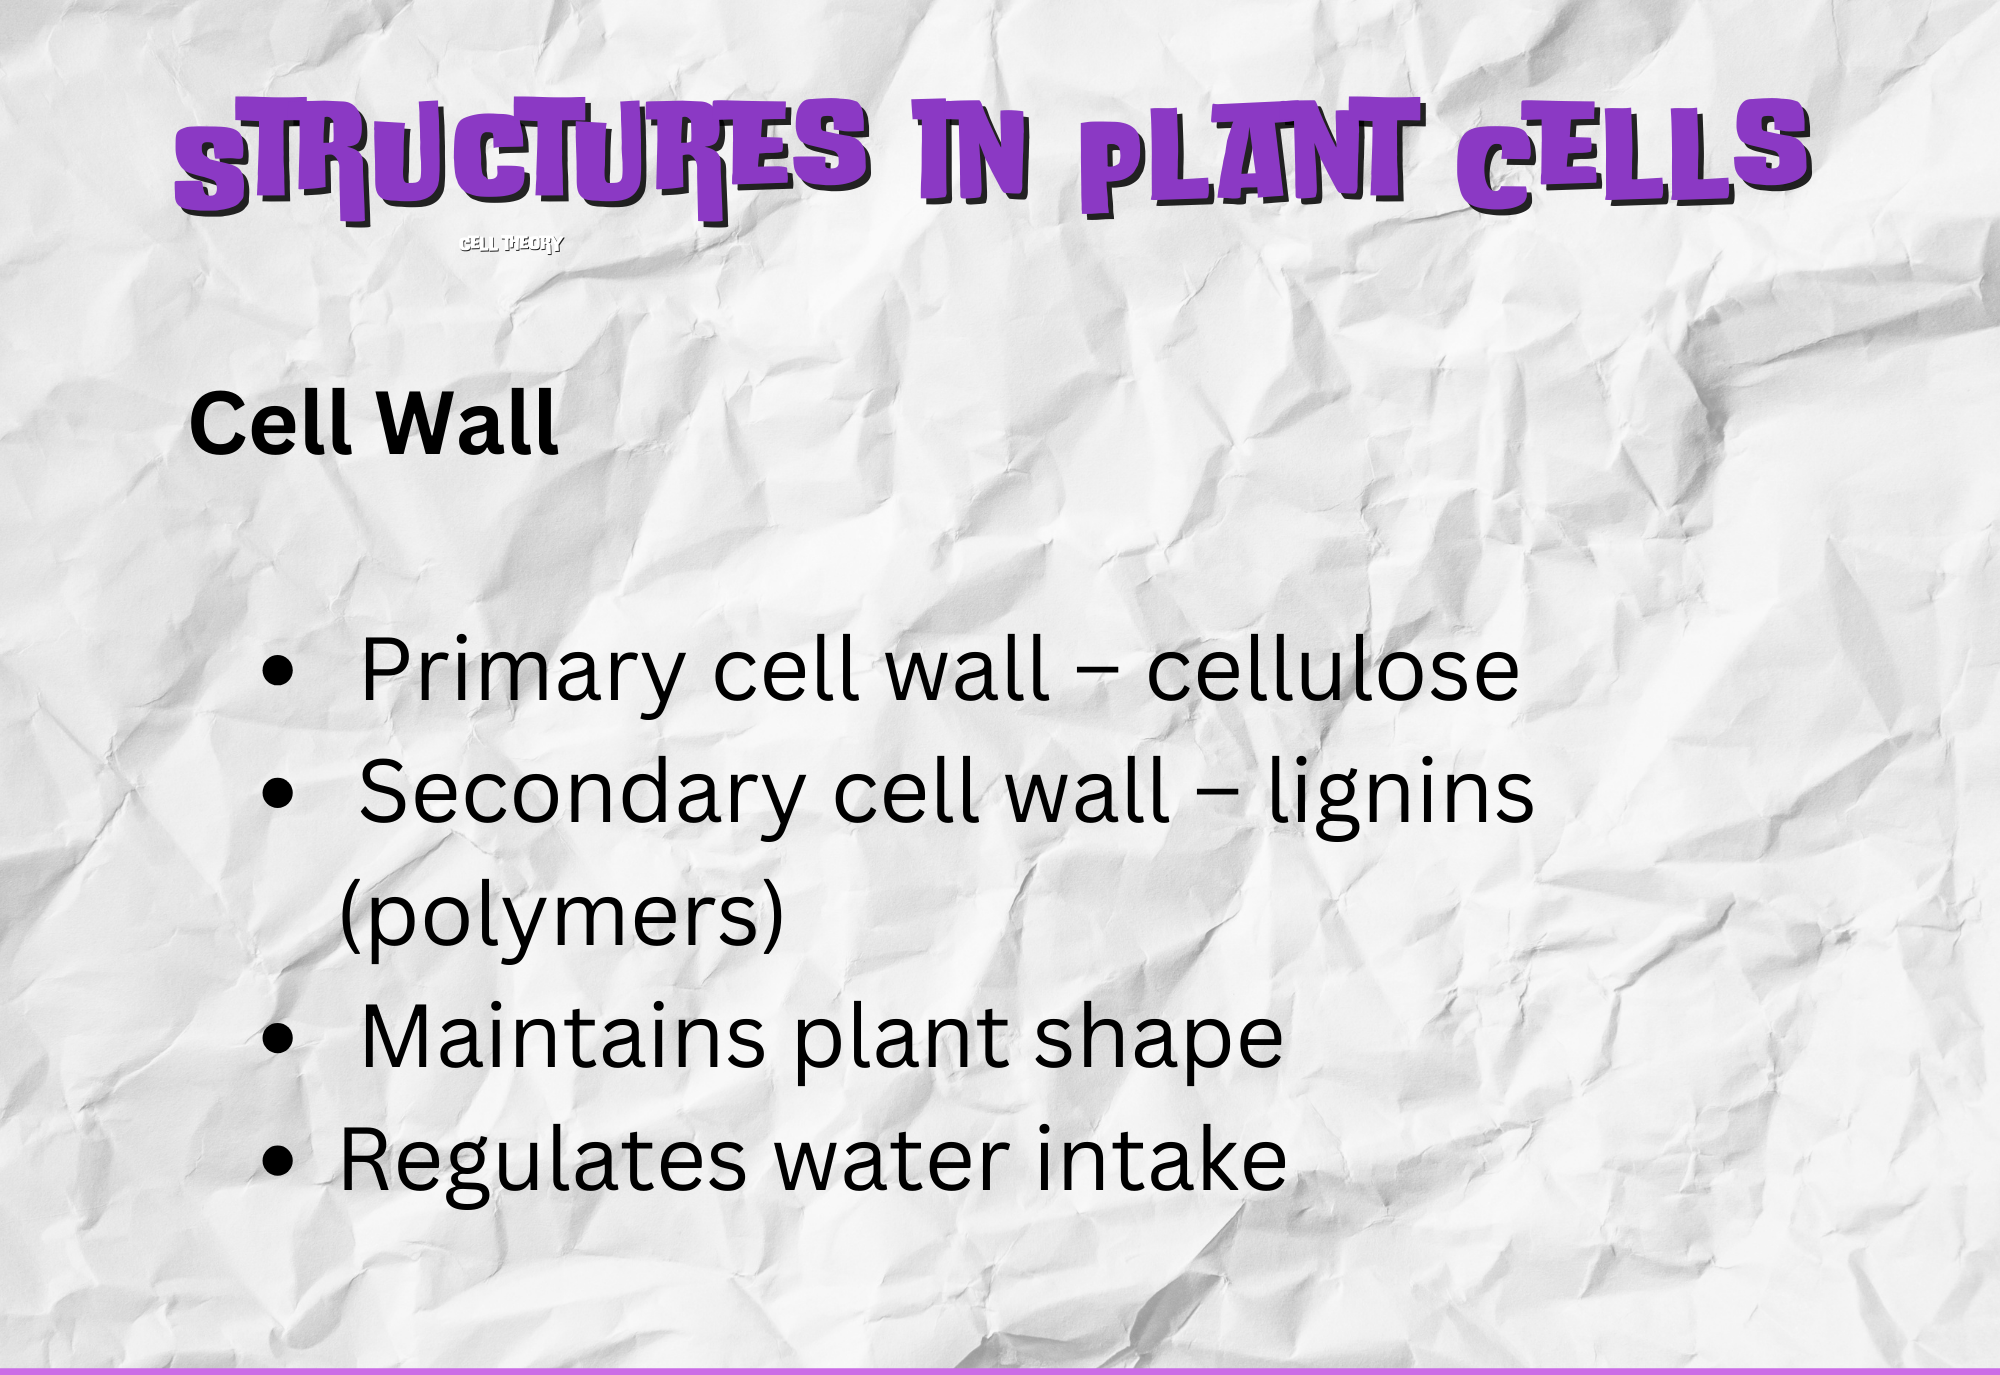 STRUCTURES IN PLANT CELLS
CELL THEORY
Cell Wall
• Primary cell wall – cellulose
• Secondary cell wall – lignins
(polymers)
• Maintains plant shape
• Regulates water intake